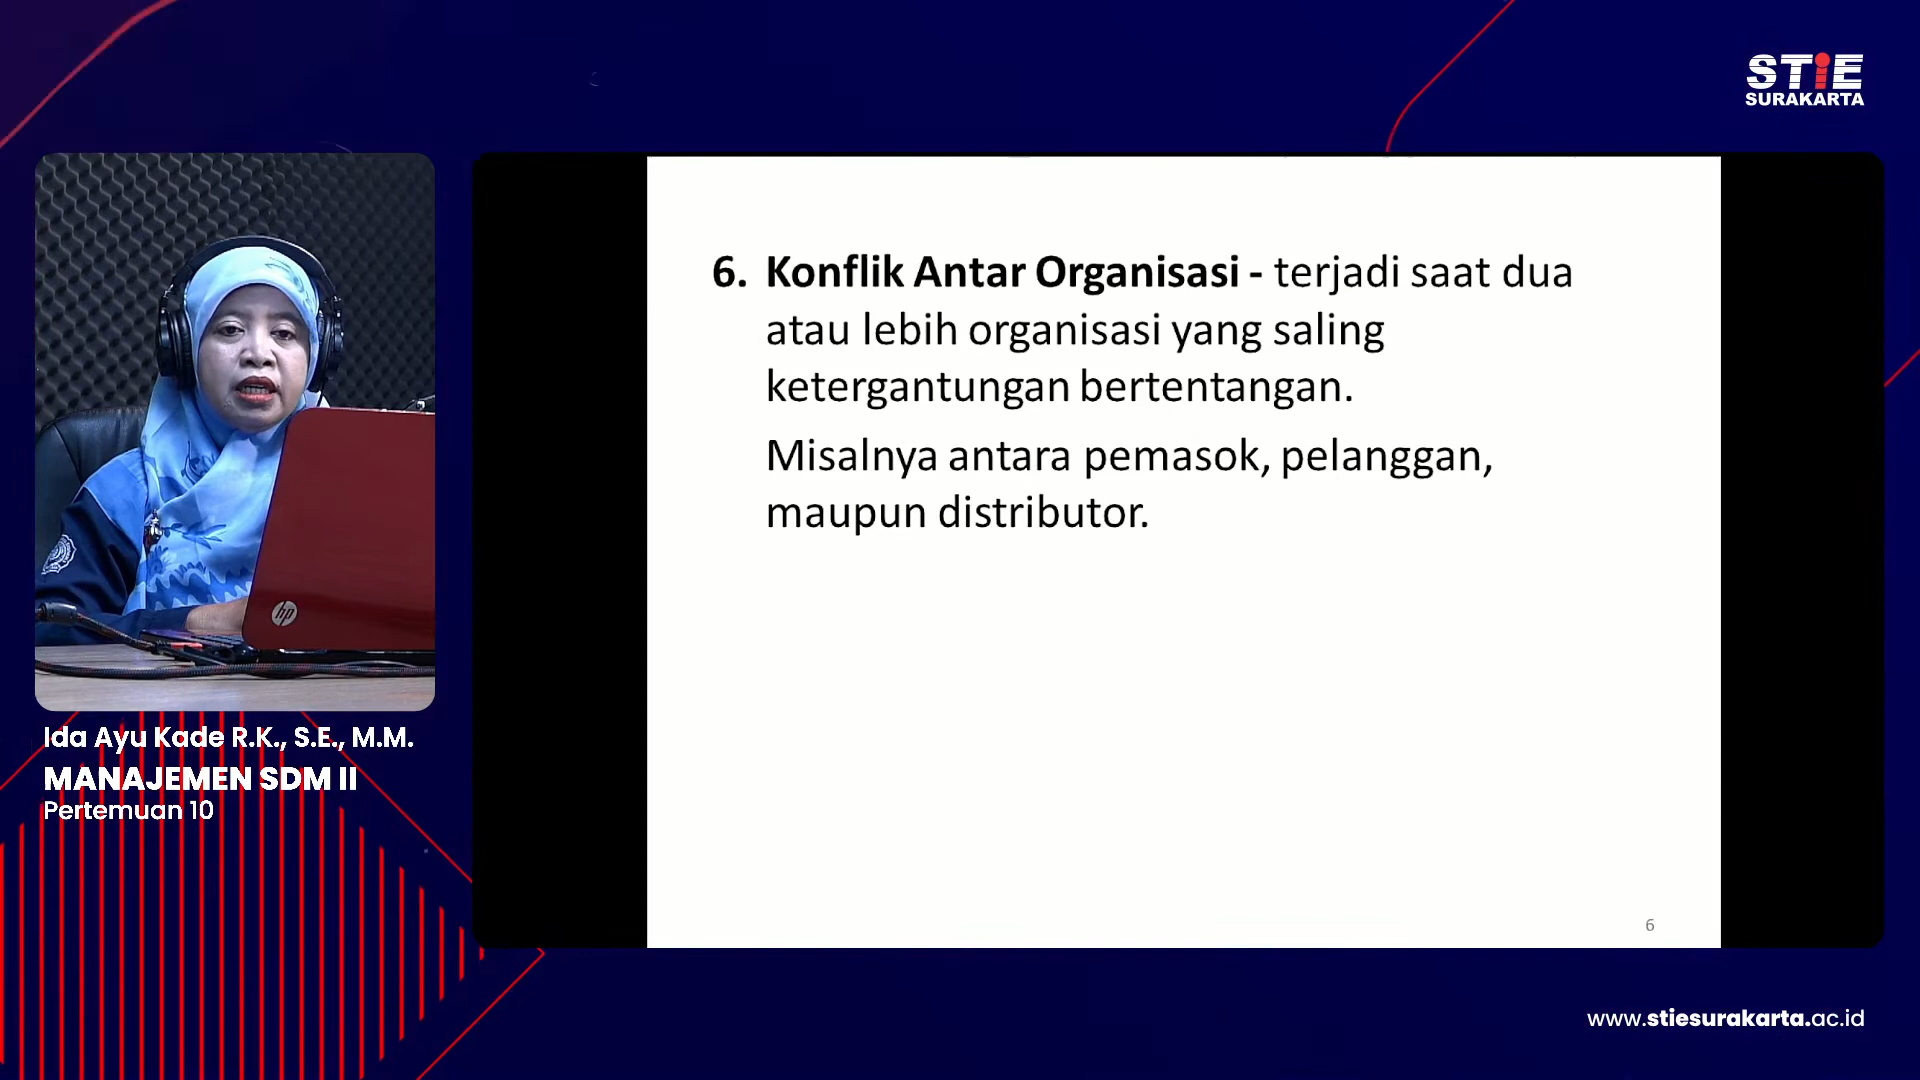 STiE
SURAKARTA
6. Konflik Antar Organisasi - terjadi saat dua
atau lebih organisasi yang saling
ketergantungan bertentangan.
Misalnya antara pemasok, pelanggan,
maupun distributor.
6
hp
Ida Ayu Kade R.K., S.E., M.M.
MANAJEMEN SDM II
Pertemuan 10
www.stiesurakarta.ac.id